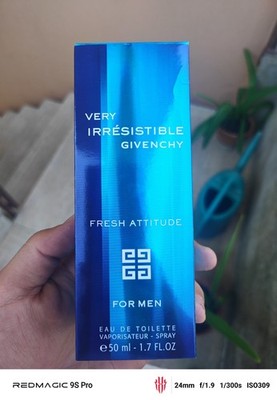 VERY
IRRÉSISTIBLE
GIVENCHY
FRESH ATTITUDE
FOR MEN
EAU DE TOILETTE
VAPORISATEUR - SPRAY
℮ 50 ml - 1.7 FL.OZ
REDMAGIC 9S Pro
24mm f/1.9 1/300s ISO309